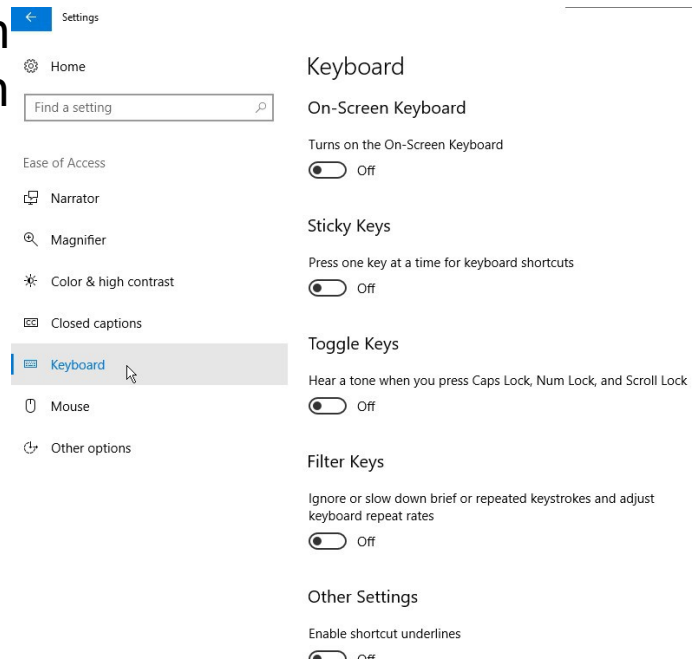 Settings
Home
Find a setting
Ease of Access
Narrator
Magnifier
Color & high contrast
Closed captions
Keyboard
Mouse
Other options
Keyboard
On-Screen Keyboard
Turns on the On-Screen Keyboard
Off
Sticky Keys
Press one key at a time for keyboard shortcuts
Off
Toggle Keys
Hear a tone when you press Caps Lock, Num Lock, and Scroll Lock
Off
Filter Keys
Ignore or slow down brief or repeated keystrokes and adjust
keyboard repeat rates
Off
Other Settings
Enable shortcut underlines
Off